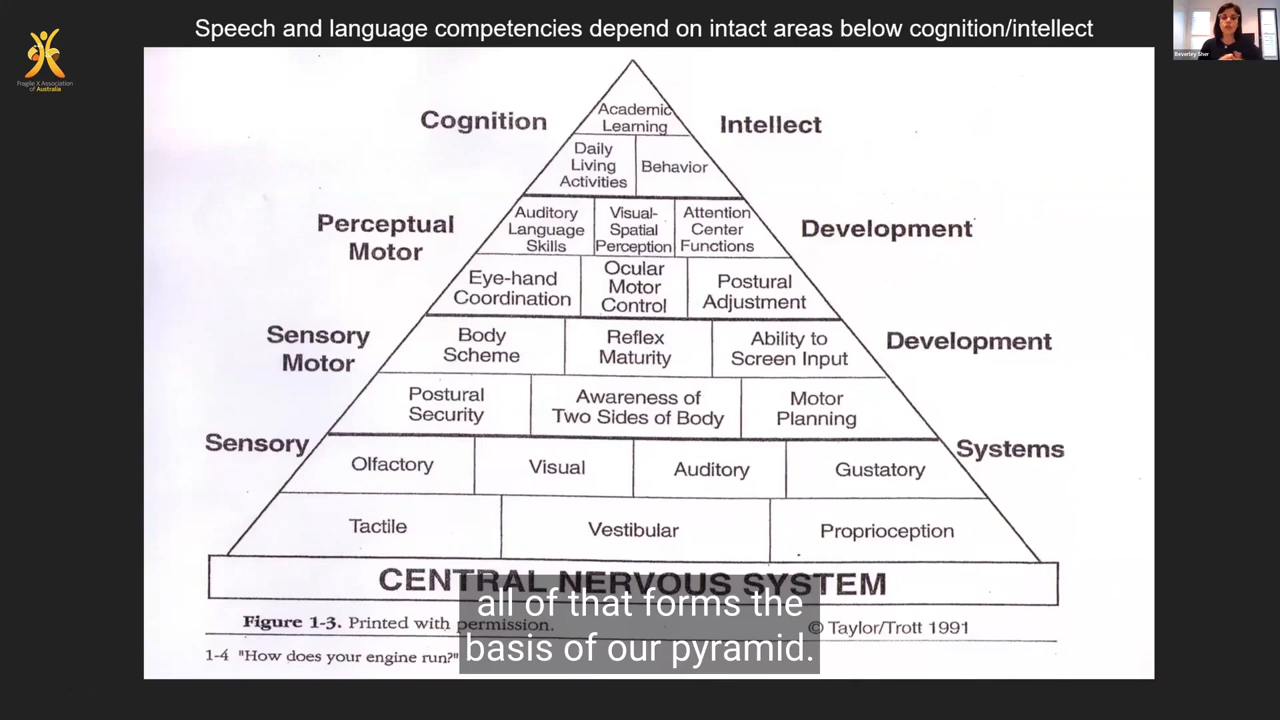 Speech and language competencies depend on intact areas below cognition/intellect
Fragile X Association
of Australia
Beverley Sher
Cognition
Academic
Learning
Intellect
Daily
Living
Activities
Behavior
Perceptual
Motor
Auditory
Language
Skills
Visual-
Spatial
Perception
Attention
Center
Functions
Development
Eye-hand
Coordination
Ocular
Motor
Control
Postural
Adjustment
Sensory
Motor
Body
Scheme
Reflex
Maturity
Ability to
Screen Input
Development
Postural
Security
Awareness of
Two Sides of Body
Motor
Planning
Sensory
Olfactory
Visual
Auditory
Gustatory
Systems
Tactile
Vestibular
Proprioception
CENTRAL NERVOUS SYSTEM
Figure 1-3. Printed with permission.
© Taylor/Trott 1991
1-4 "How does your engine run?"
all of that forms the
basis of our pyramid.